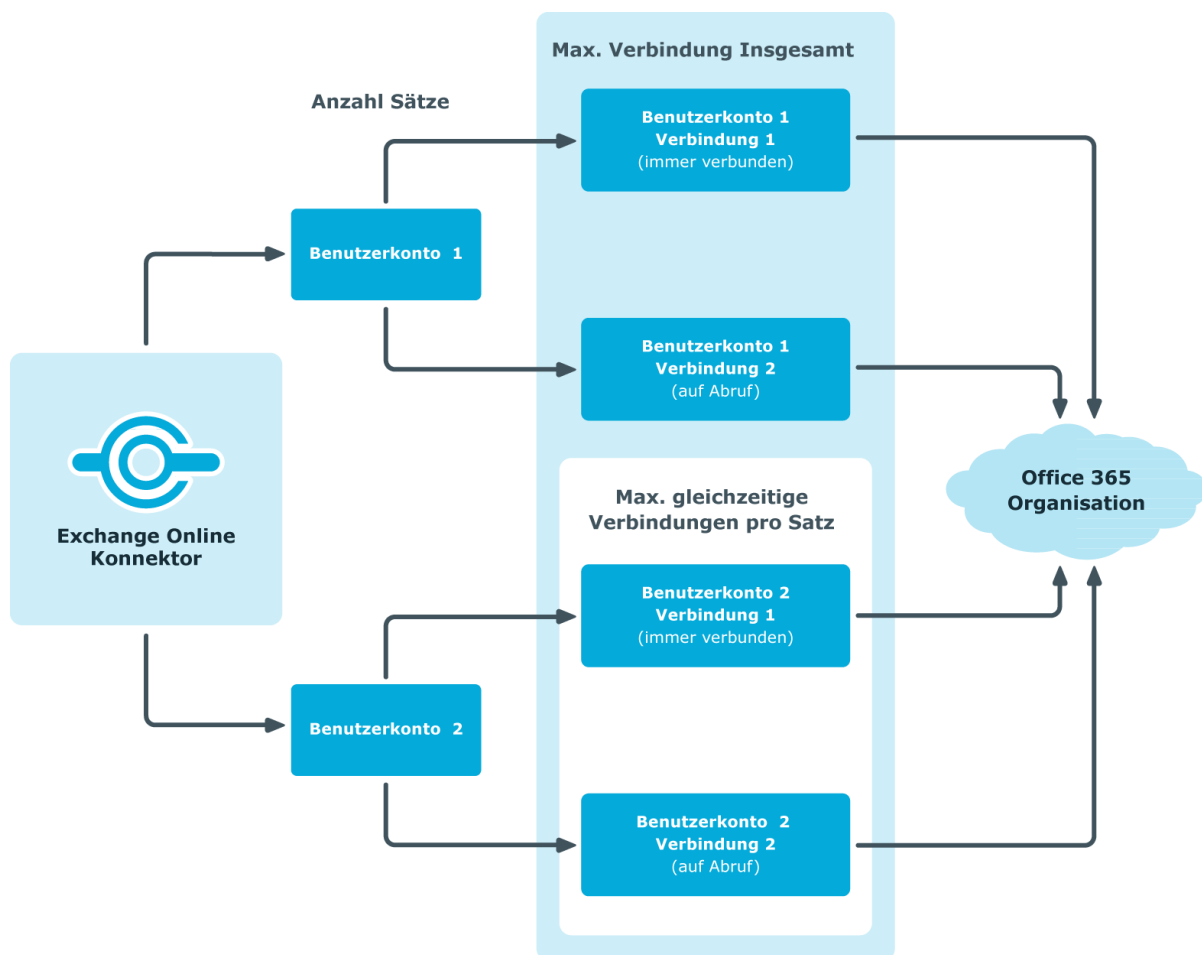 Max. Verbindung Insgesamt
Anzahl Sätze
Benutzerkonto 1
Verbindung 1
(immer verbunden)
Benutzerkonto 1
Benutzerkonto 1
Verbindung 2
(auf Abruf)
Exchange Online
Konnektor
Max. gleichzeitige
Verbindungen pro Satz
Office 365
Organisation
Benutzerkonto 2
Verbindung 1
(immer verbunden)
Benutzerkonto 2
Benutzerkonto 2
Verbindung 2
(auf Abruf)